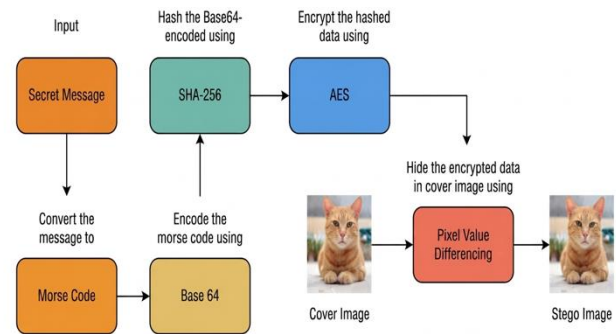 Input
Secret Message
Convert the
message to
Morse Code
Encode the
morse code using
Base 64
Hash the Base64-
encoded using
SHA-256
Encrypt the hashed
data using
AES
Hide the encrypted data
in cover image using
Pixel Value
Differencing
Cover Image
Stego Image